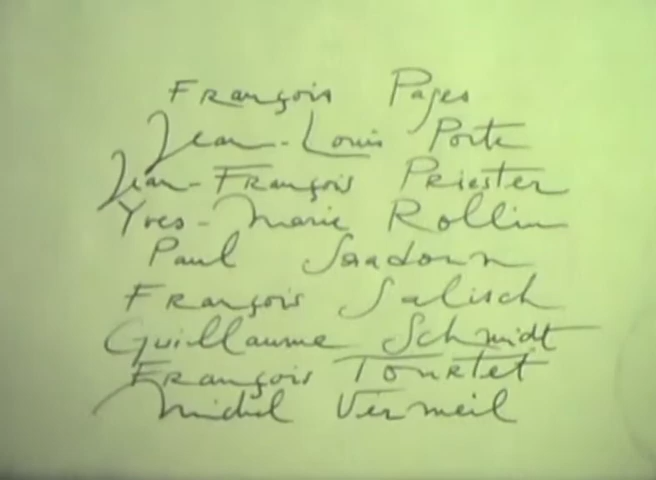 François Pages
Jean-Louis Porte
Jean-François Priester
Yves-Marie Rollin
Paul Saadoun
François Salisch
Guillaume Schmidt
François Tourtet
Michel Vermeil